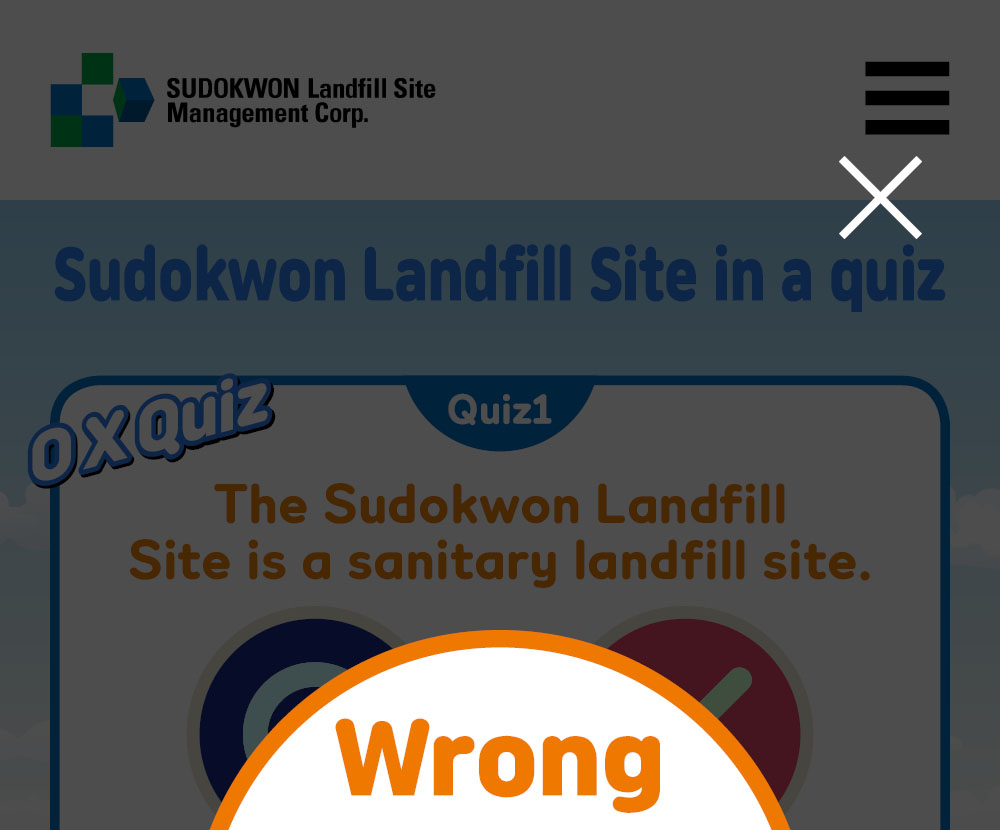 SUDOKWON Landfill Site
Management Corp.
Sudokwon Landfill Site in a quiz
O X Quiz
Quiz1
The Sudokwon Landfill
Site is a sanitary landfill site.
Wrong